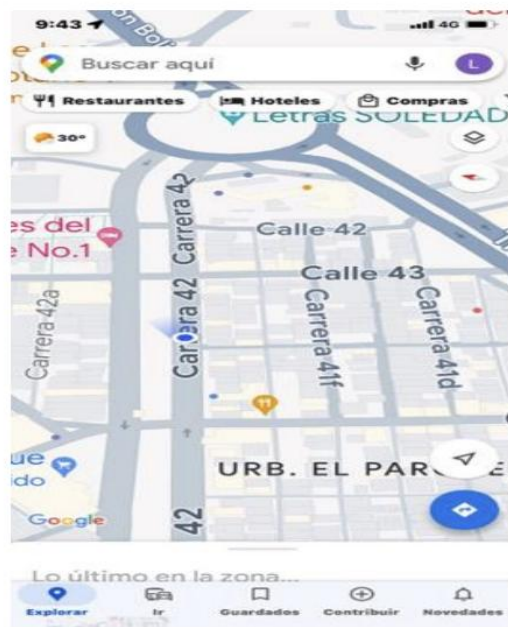 9:43
4G
Buscar aquí
L
Restaurantes
Hoteles
Compras
Letras SOLEDAD
30°
es del
e No.1
Calle 42
Calle 43
Carrera 42
Carrera 42
Carrera 42a
Carrera 41f
Carrera 41d
URB. EL PAR
ue
do
42
Google
Lo último en la zona...
Explorar
Ir
Guardados
Contribuir
Novedades